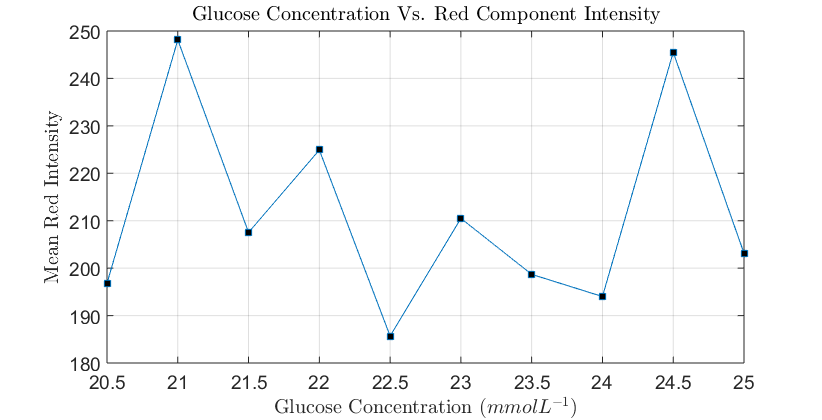 Glucose Concentration Vs. Red Component Intensity
Mean Red Intensity
250
240
230
220
210
200
190
180
20.5 21 21.5 22 22.5 23 23.5 24 24.5 25
Glucose Concentration (mmolL⁻¹)